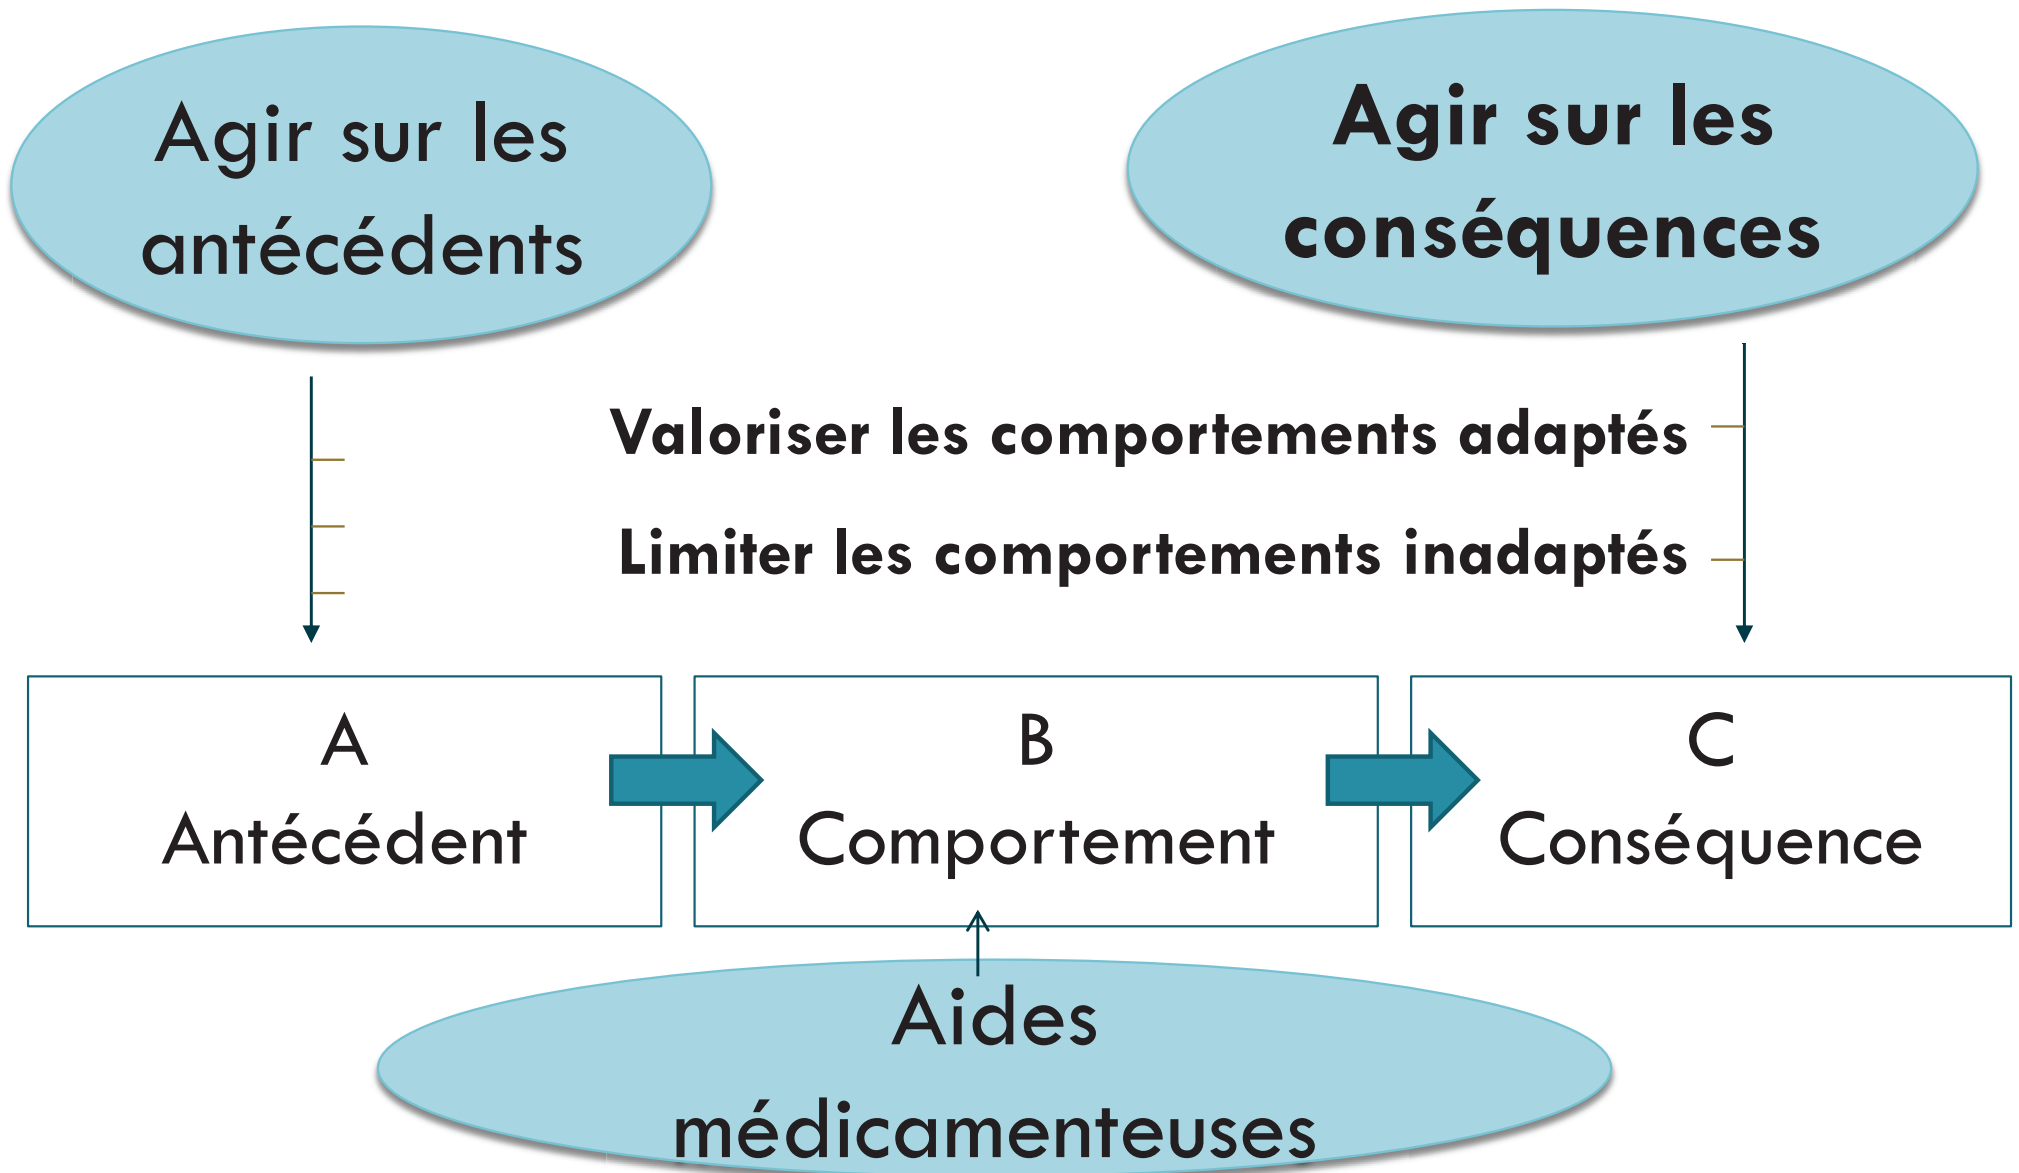 Agir sur les
antécédents
Agir sur les
conséquences
Valoriser les comportements adaptés
Limiter les comportements inadaptés
A
Antécédent
B
Comportement
C
Conséquence
Aides
médicamenteuses